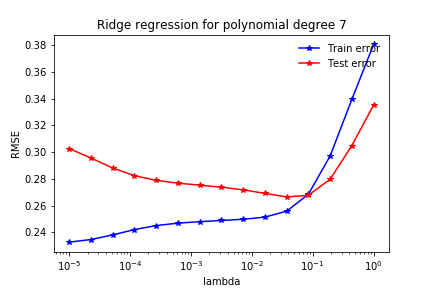 Ridge regression for polynomial degree 7
Train error
Test error
0.38
0.36
0.34
0.32
0.30
0.28
0.26
0.24
RMSE
10⁻⁵
10⁻⁴
10⁻³
10⁻²
10⁻¹
10⁰
lambda